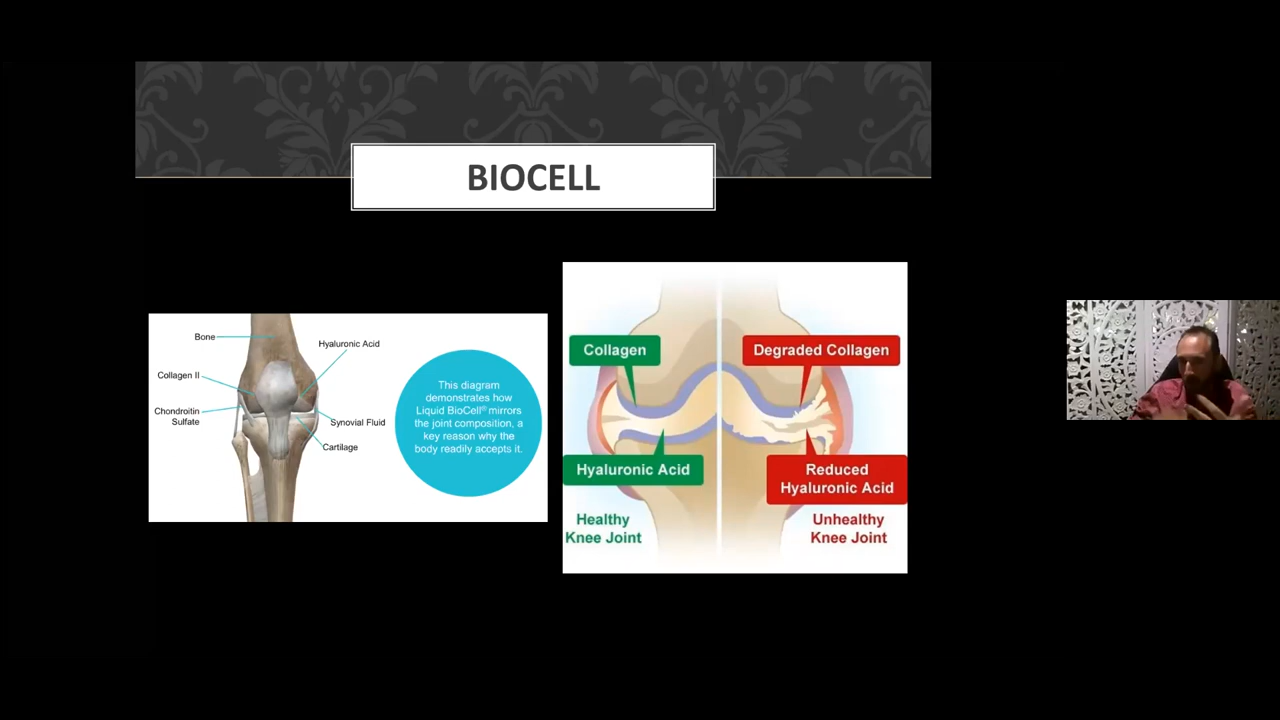 BIOCELL
Bone
Hyaluronic Acid
Collagen II
Chondroitin
Sulfate
Synovial Fluid
Cartilage
This diagram
demonstrates how
Liquid BioCell® mirrors
the joint composition, a
key reason why the
body readily accepts it.
Collagen
Degraded Collagen
Hyaluronic Acid
Reduced
Hyaluronic Acid
Healthy
Knee Joint
Unhealthy
Knee Joint